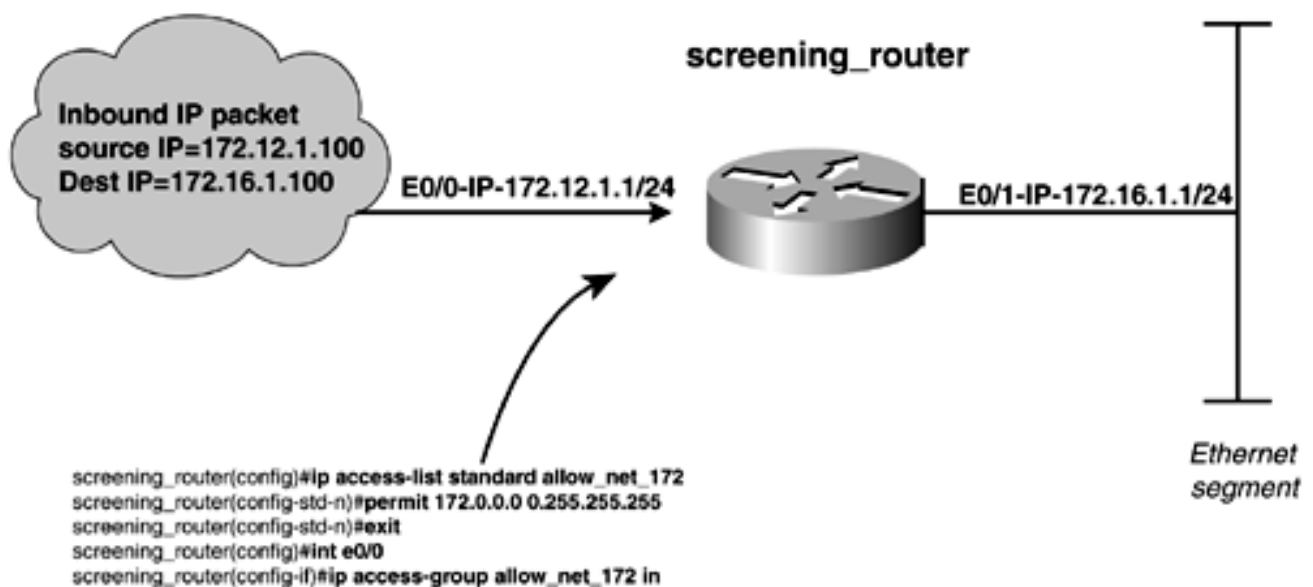 screening_router
Inbound IP packet
source IP=172.12.1.100
Dest IP=172.16.1.100
E0/0-IP-172.12.1.1/24
E0/1-IP-172.16.1.1/24
Ethernet
segment
screening_router(config)#ip access-list standard allow_net_172
screening_router(config-std-n)#permit 172.0.0.0 0.255.255.255
screening_router(config-std-n)#exit
screening_router(config)#int e0/0
screening_router(config-if)#ip access-group allow_net_172 in